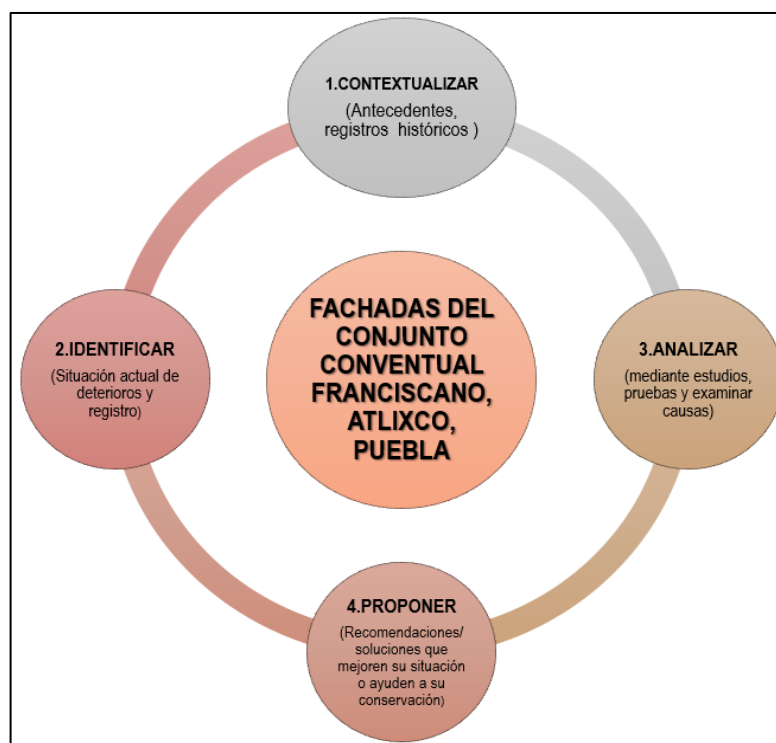 1.CONTEXTUALIZAR
(Antecedentes,
registros históricos )
FACHADAS DEL
CONJUNTO
CONVENTUAL
FRANCISCANO,
ATLIXCO,
PUEBLA
2.IDENTIFICAR
(Situación actual de
deterioros y
registro)
3.ANALIZAR
(mediante estudios,
pruebas y examinar
causas)
4.PROPONER
(Recomendaciones/
soluciones que
mejoren su situación
o ayuden a su
conservación)